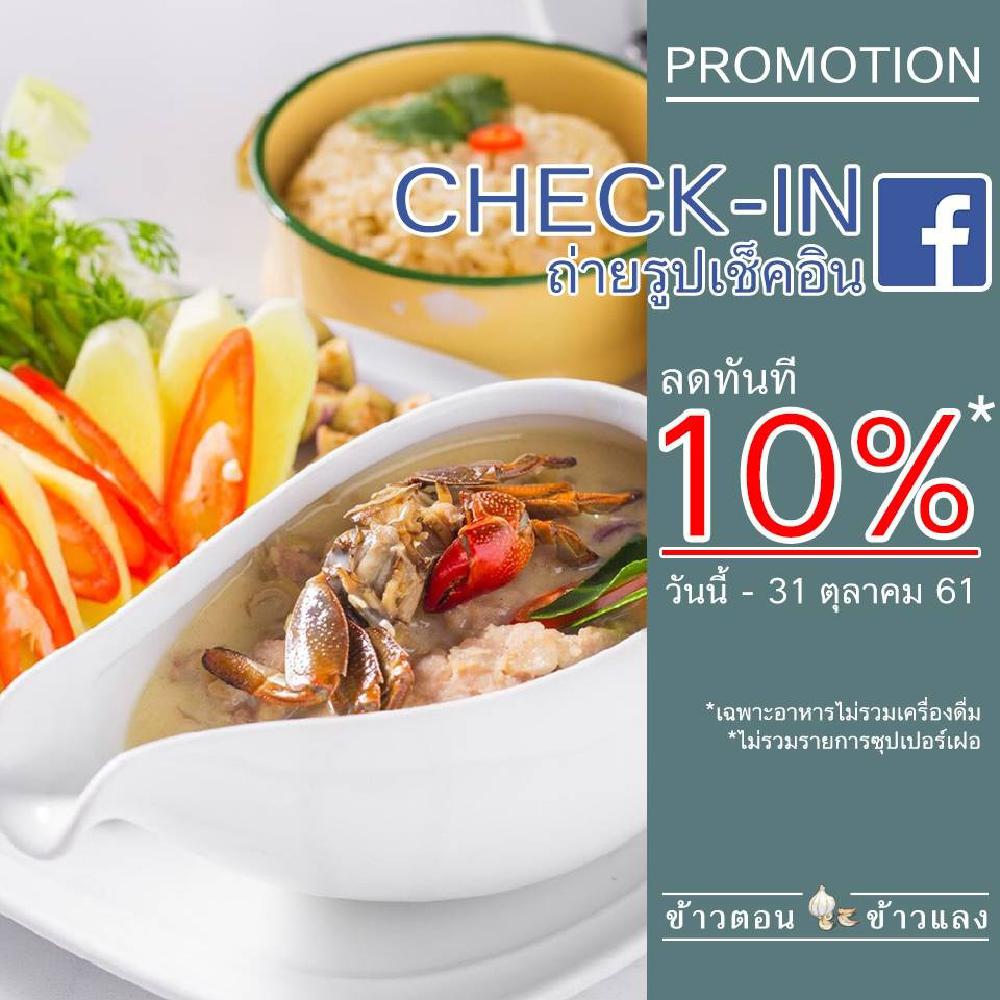 PROMOTION
CHECK-IN f
ถ่ายรูปเช็คอิน
ลดทันที
10%*
วันนี้ - 31 ตุลาคม 61
*เฉพาะอาหารไม่รวมเครื่องดื่ม
*ไม่รวมรายการซุปเปอร์เฝอ
ข้าวตอน ข้าวแลง